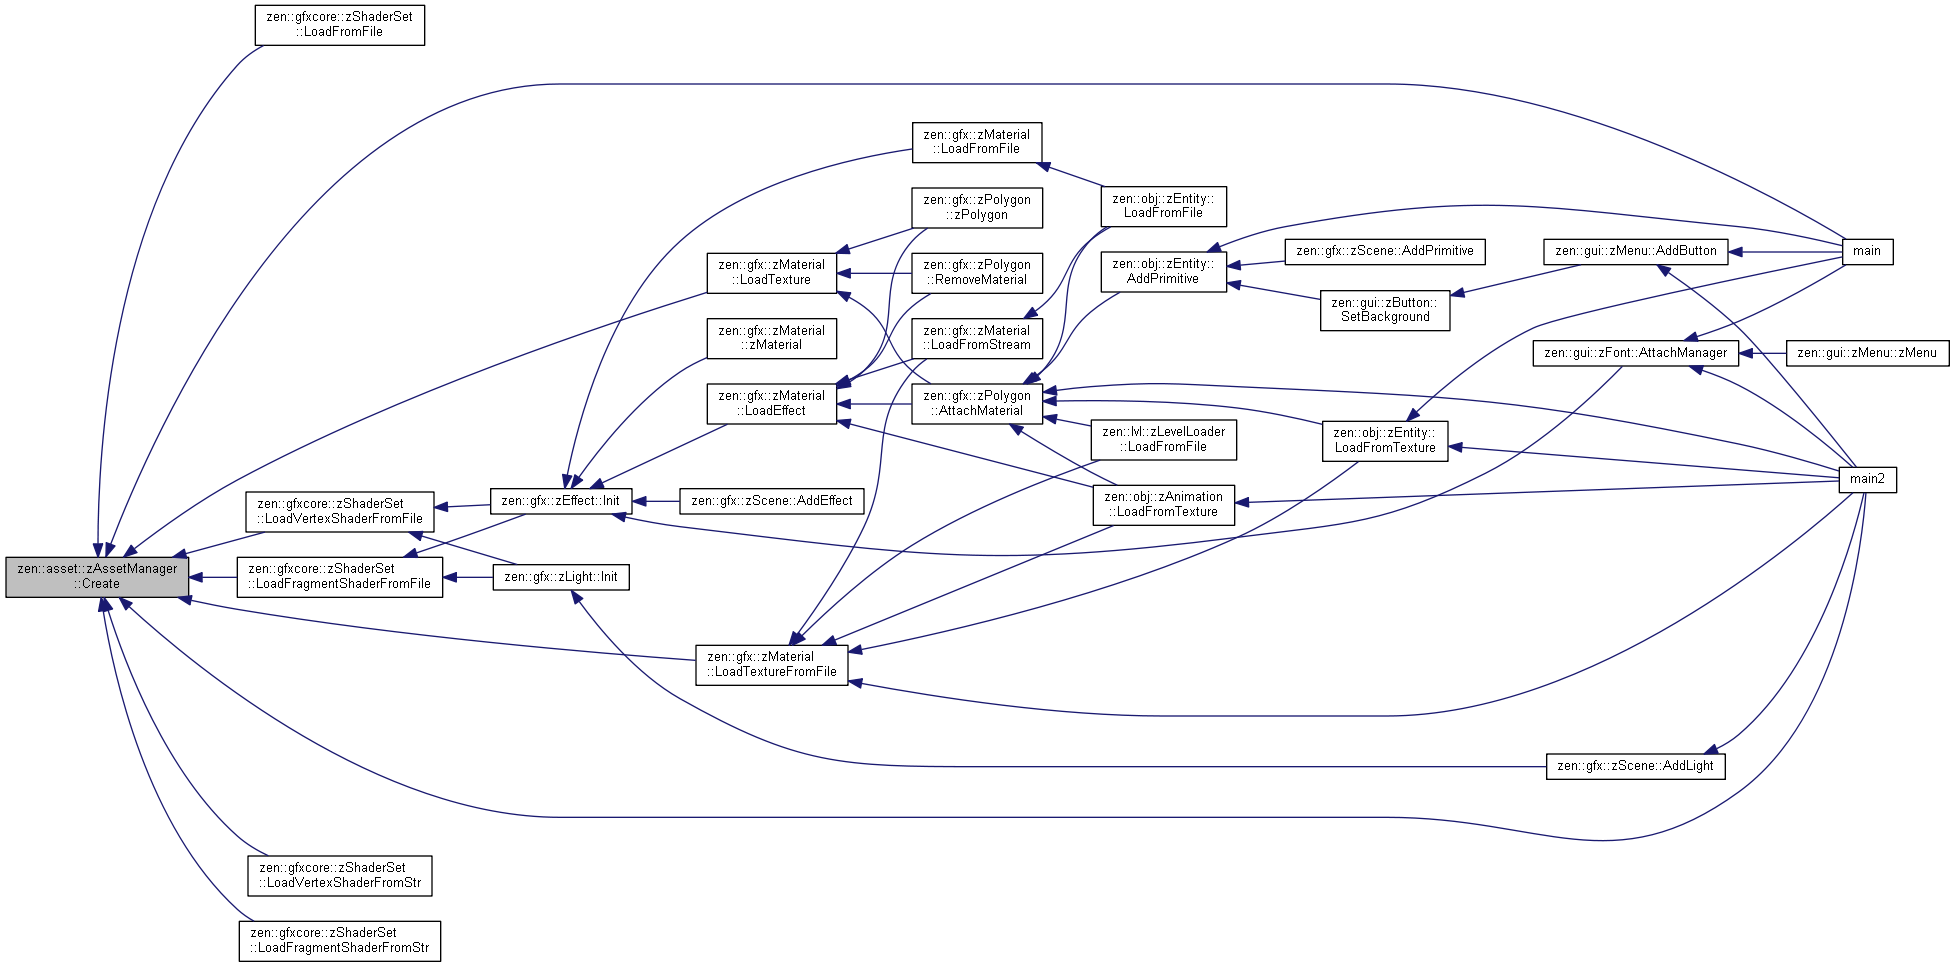 zen::gfxcore::zShaderSet
::LoadFromFile
zen::gfx::zMaterial
::LoadFromFile
zen::gfx::zPolygon
::zPolygon
zen::obj::zEntity::
LoadFromFile
zen::gfx::zMaterial
::LoadTexture
zen::gfx::zPolygon
::RemoveMaterial
zen::obj::zEntity::
AddPrimitive
zen::gfx::zScene::AddPrimitive
zen::gui::zMenu::AddButton
main
zen::gui::zButton::
SetBackground
zen::gfx::zMaterial
::zMaterial
zen::gfx::zMaterial
::LoadFromStream
zen::gui::zFont::AttachManager
zen::gui::zMenu::zMenu
zen::gfx::zMaterial
::LoadEffect
zen::gfx::zPolygon
::AttachMaterial
zen::lvl::zLevelLoader
::LoadFromFile
zen::obj::zEntity::
LoadFromTexture
main2
zen::gfxcore::zShaderSet
::LoadVertexShaderFromFile
zen::gfx::zEffect::Init
zen::gfx::zScene::AddEffect
zen::obj::zAnimation
::LoadFromTexture
zen::asset::zAssetManager
::Create
zen::gfxcore::zShaderSet
::LoadFragmentShaderFromFile
zen::gfx::zLight::Init
zen::gfx::zMaterial
::LoadTextureFromFile
zen::gfx::zScene::AddLight
zen::gfxcore::zShaderSet
::LoadVertexShaderFromStr
zen::gfxcore::zShaderSet
::LoadFragmentShaderFromStr